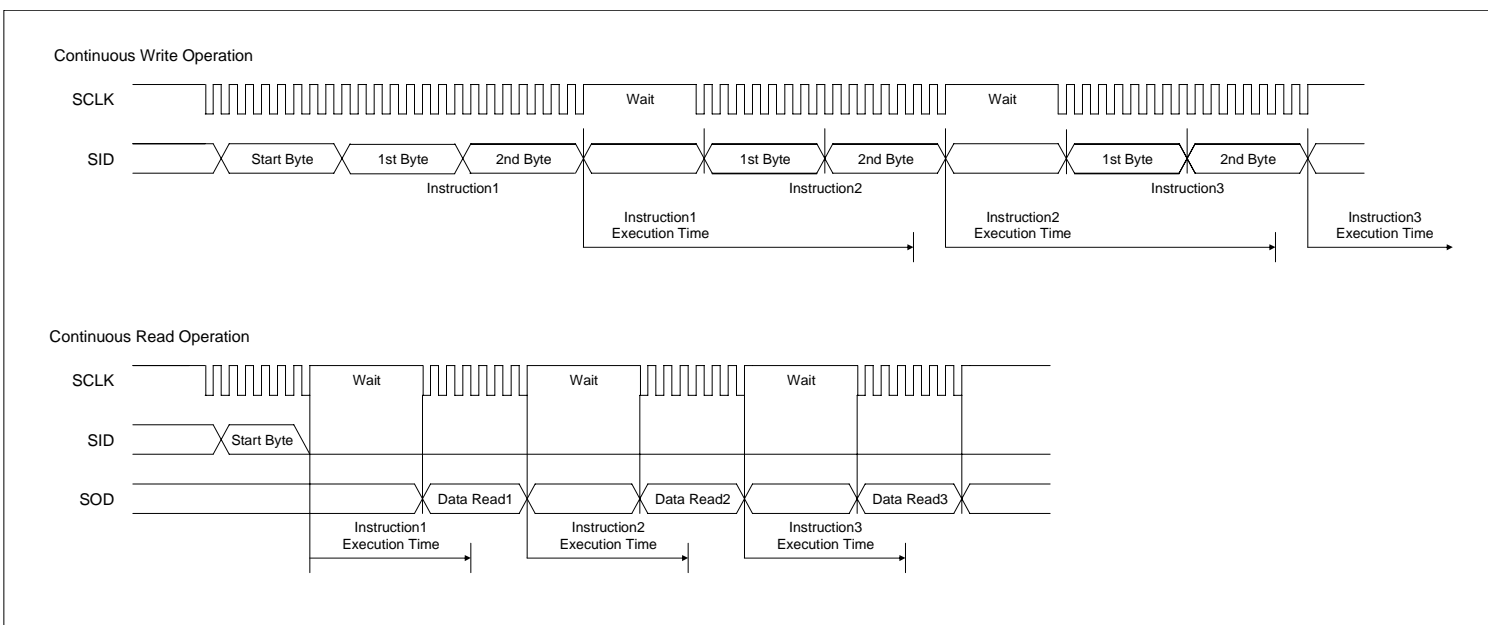 Continuous Write Operation
SCLK
Wait
Wait
SID
Start Byte
1st Byte
2nd Byte
1st Byte
2nd Byte
1st Byte
2nd Byte
Instruction1
Instruction2
Instruction3
Instruction1
Execution Time
Instruction2
Execution Time
Instruction3
Execution Time
Continuous Read Operation
SCLK
Wait
Wait
Wait
SID
Start Byte
SOD
Data Read1
Data Read2
Data Read3
Instruction1
Execution Time
Instruction2
Execution Time
Instruction3
Execution Time